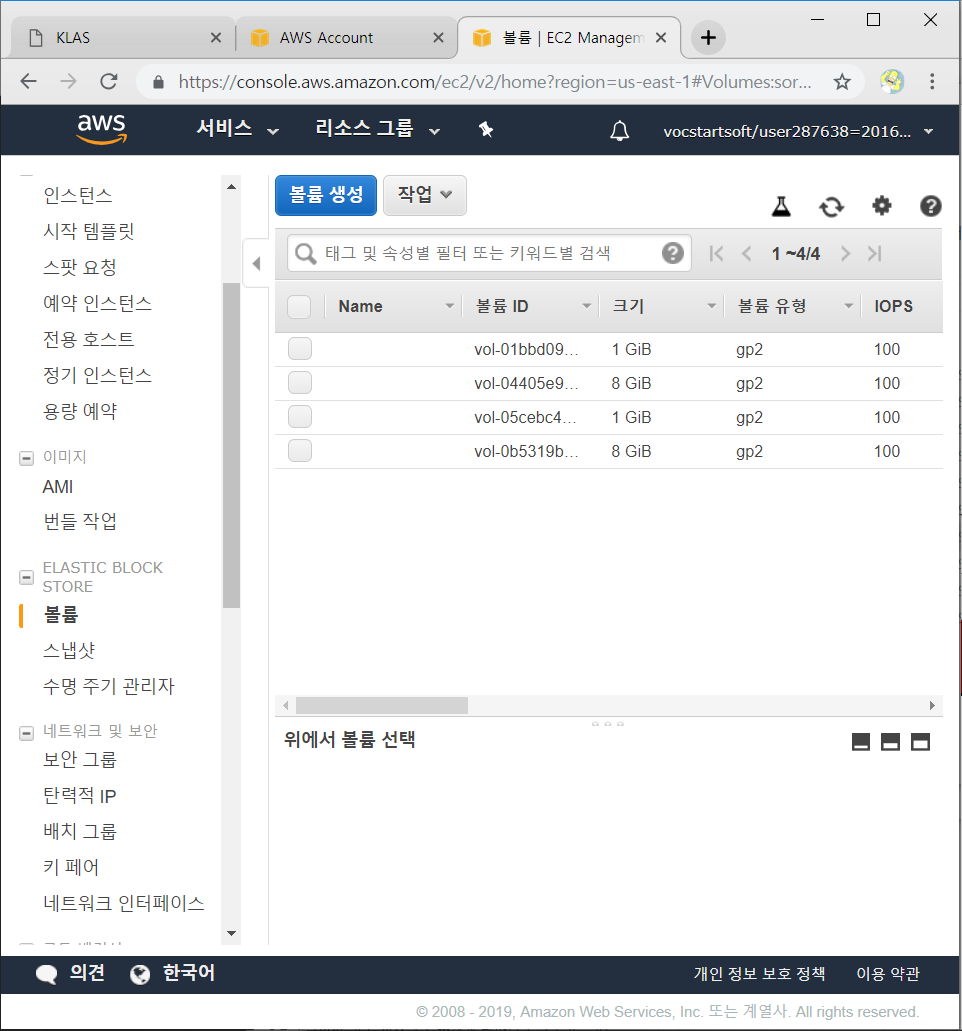 KLAS
AWS Account
볼륨 | EC2 Managem
https://console.aws.amazon.com/ec2/v2/home?region=us-east-1#Volumes:sor...
aws
서비스
리소스 그룹
vocstartsoft/user287638=2016...
인스턴스
시작 템플릿
스팟 요청
예약 인스턴스
전용 호스트
정기 인스턴스
용량 예약
이미지
AMI
번들 작업
ELASTIC BLOCK
STORE
볼륨
스냅샷
수명 주기 관리자
네트워크 및 보안
보안 그룹
탄력적 IP
배치 그룹
키 페어
네트워크 인터페이스
볼륨 생성
작업
태그 및 속성별 필터 또는 키워드별 검색
1 ~4/4
Name 볼륨 ID 크기 볼륨 유형 IOPS
vol-01bbd09... 1 GiB gp2 100
vol-04405e9... 8 GiB gp2 100
vol-05cebc4... 1 GiB gp2 100
vol-0b5319b... 8 GiB gp2 100
위에서 볼륨 선택
의견
한국어
개인 정보 보호 정책
이용 약관
© 2008 - 2019, Amazon Web Services, Inc. 또는 계열사. All rights reserved.